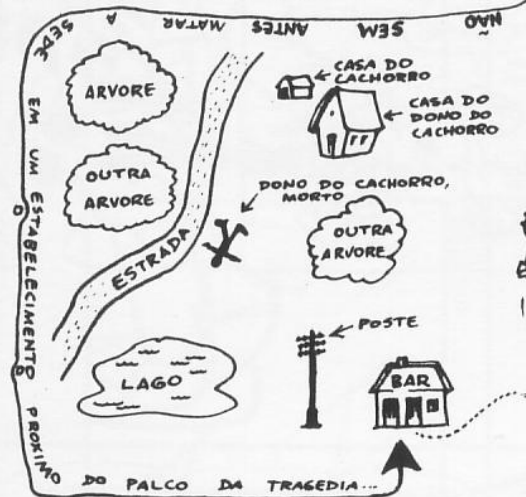 NÃO SEM ANTES MATAR A SEDE EM UM ESTABELECIMENTO PROXIMO DO PALCO DA TRAGEDIA...
ARVORE
CASA DO
CACHORRO
CASA DO
DONO DO
CACHORRO
OUTRA
ARVORE
DONO DO CACHORRO,
MORTO
OUTRA
ARVORE
ESTRADA
POSTE
LAGO
BAR